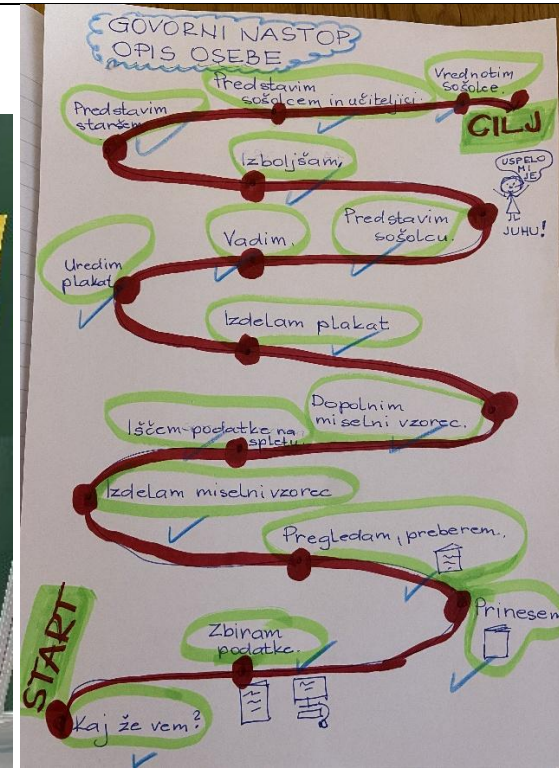 GOVORNI NASTOP
OPIS OSEBE
Vrednotim
sošolce.
CILJ
Predstavim
sošolcem in učiteljici.
Predstavim
staršem
Izboljšam,
USPELO
MI
JE
JUHU!
Predstavim
sošolcu.
Vadim.
Uredim
plakat
Izdelam plakat
Dopolnim
miselni vzorec.
Iščem podatke na
spletu
Izdelam miselni vzorec
Pregledam, preberem.
Prinesem
Zbiram
podatke.
START
Kaj že vem?